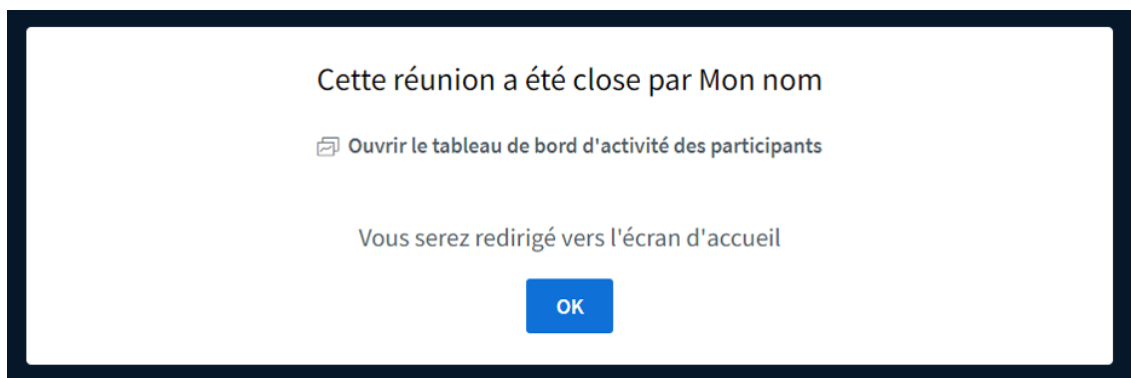 Cette réunion a été close par Mon nom
Ouvrir le tableau de bord d'activité des participants
Vous serez redirigé vers l'écran d'accueil
OK